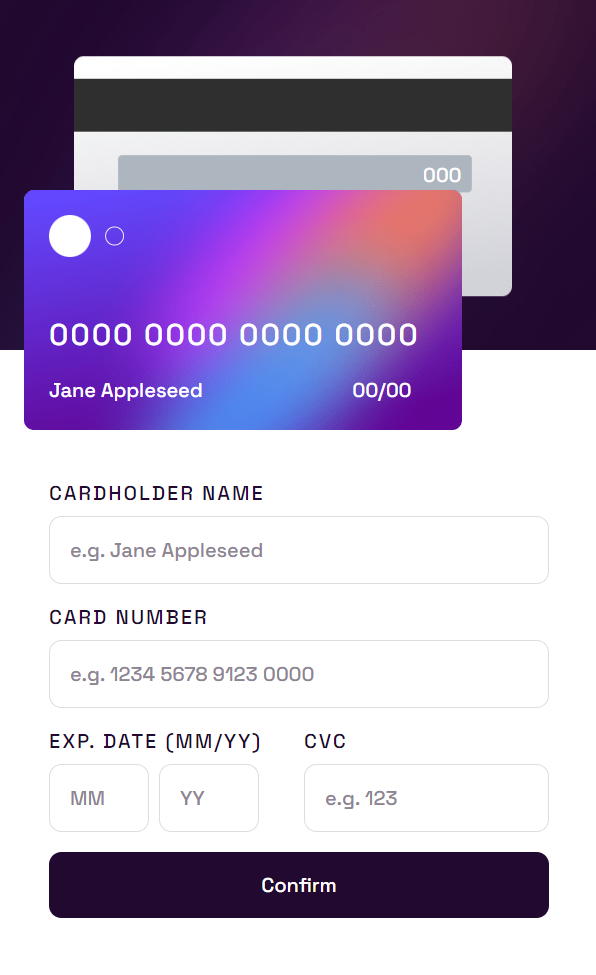 000
0000 0000 0000 0000
Jane Appleseed 00/00
CARDHOLDER NAME
e.g. Jane Appleseed
CARD NUMBER
e.g. 1234 5678 9123 0000
EXP. DATE (MM/YY) CVC
MM YY e.g. 123
Confirm